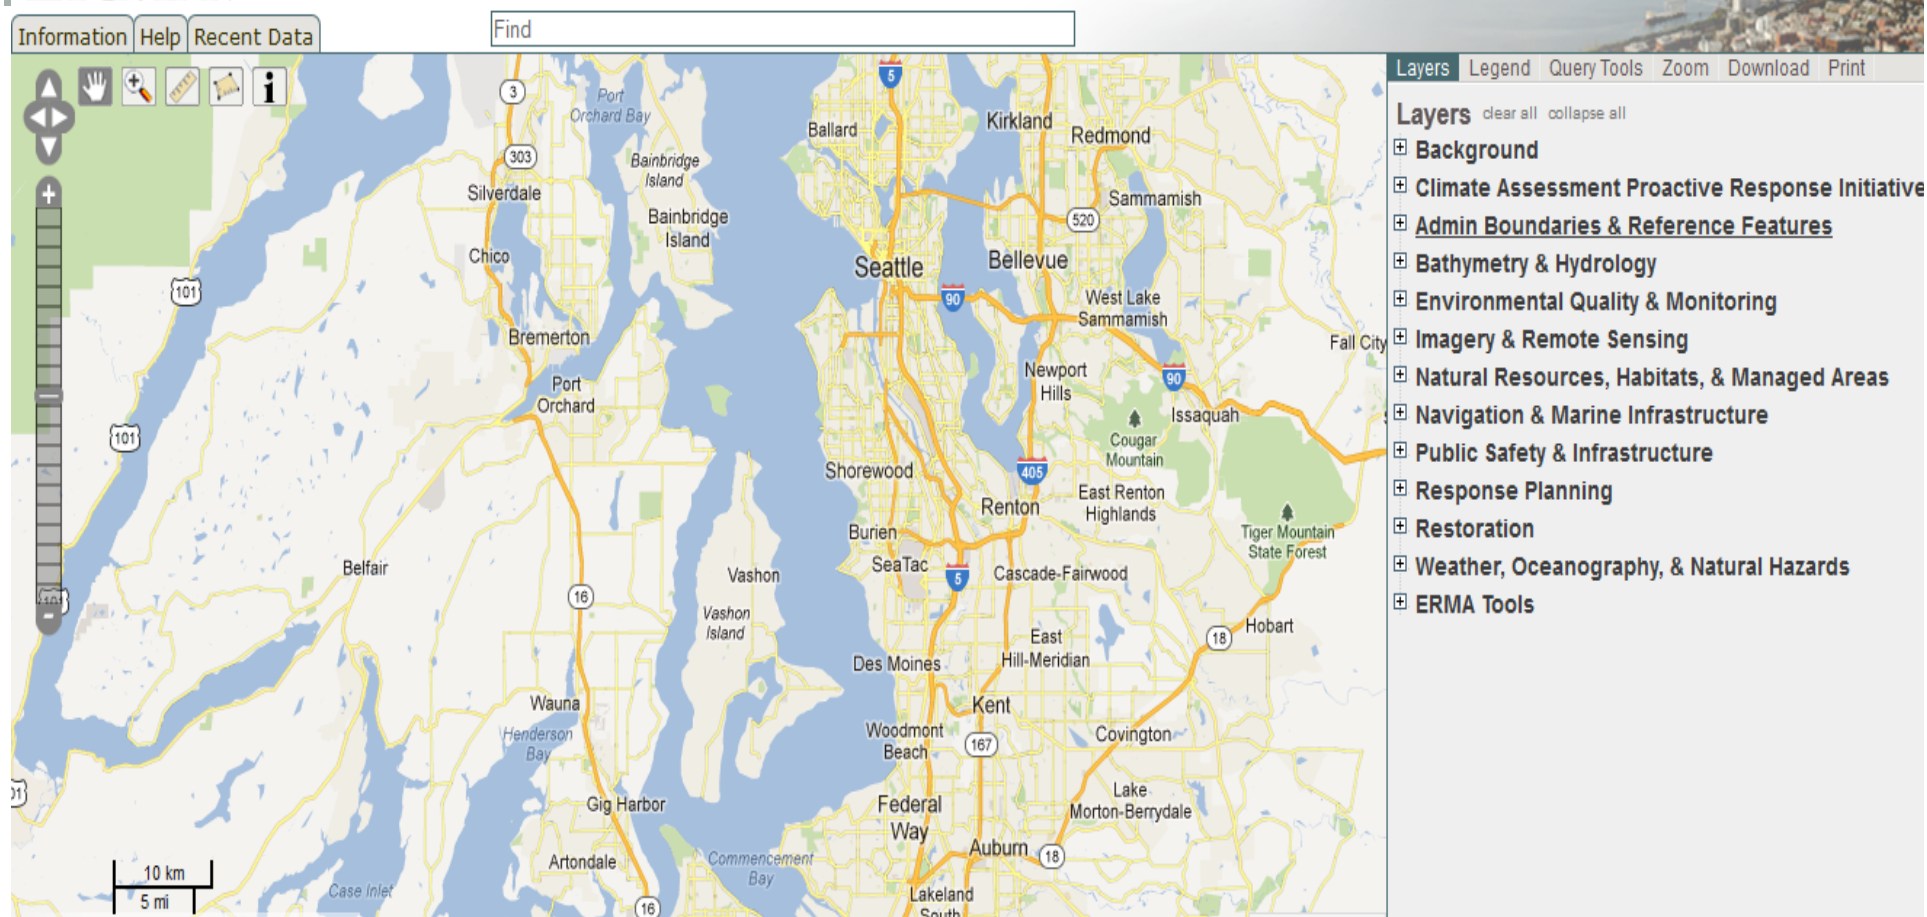 Information Help Recent Data
Find
Layers Legend Query Tools Zoom Download Print
Layers clear all collapse all
Background
Climate Assessment Proactive Response Initiative
Admin Boundaries & Reference Features
Bathymetry & Hydrology
Environmental Quality & Monitoring
Imagery & Remote Sensing
Natural Resources, Habitats, & Managed Areas
Navigation & Marine Infrastructure
Public Safety & Infrastructure
Response Planning
Restoration
Weather, Oceanography, & Natural Hazards
ERMA Tools
5
3
Port
Orchard Bay
Ballard
Kirkland
Redmond
303
Bainbridge
Island
Silverdale
Sammamish
Bainbridge
Island
520
Chico
Seattle
Bellevue
101
90
West Lake
Sammamish
Bremerton
Fall City
Newport
Hills
90
Port
Orchard
Issaquah
101
Cougar
Mountain
Shorewood
405
East Renton
Highlands
Renton
Burien
Tiger Mountain
State Forest
SeaTac
Belfair
Vashon
5
Cascade-Fairwood
101
16
Vashon
Island
Hobart
18
East
Hill-Meridian
Des Moines
Wauna
Kent
Henderson
Bay
Woodmont
Beach
167
Covington
Gig Harbor
Federal
Way
Lake
Morton-Berrydale
Auburn
18
Artondale
Commencement
Bay
10 km
5 mi
Case Inlet
16
Lakeland
South